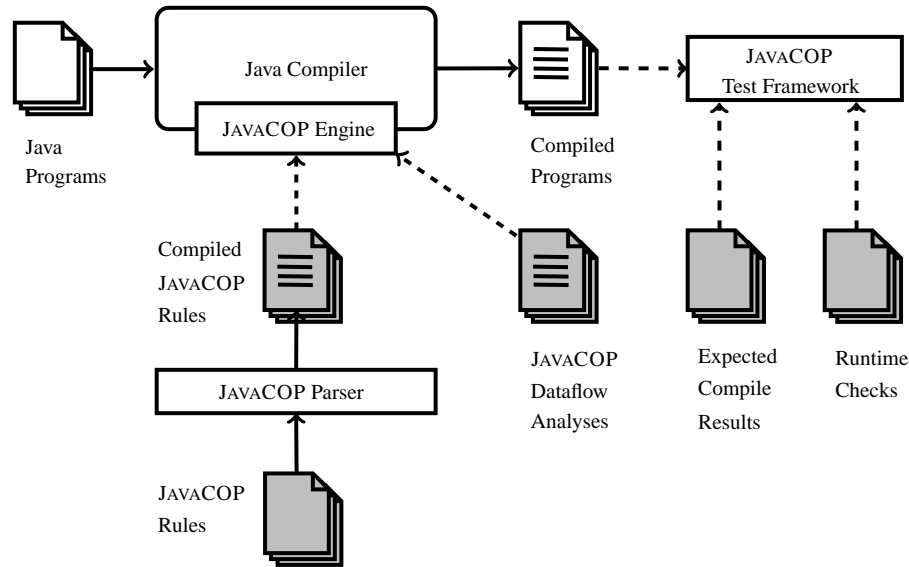 Java Compiler
JAVACOP Engine
JAVACOP
Test Framework
Java
Programs
Compiled
Programs
Compiled
JAVACOP
Rules
JAVACOP
Dataflow
Analyses
Expected
Compile
Results
Runtime
Checks
JAVACOP Parser
JAVACOP
Rules